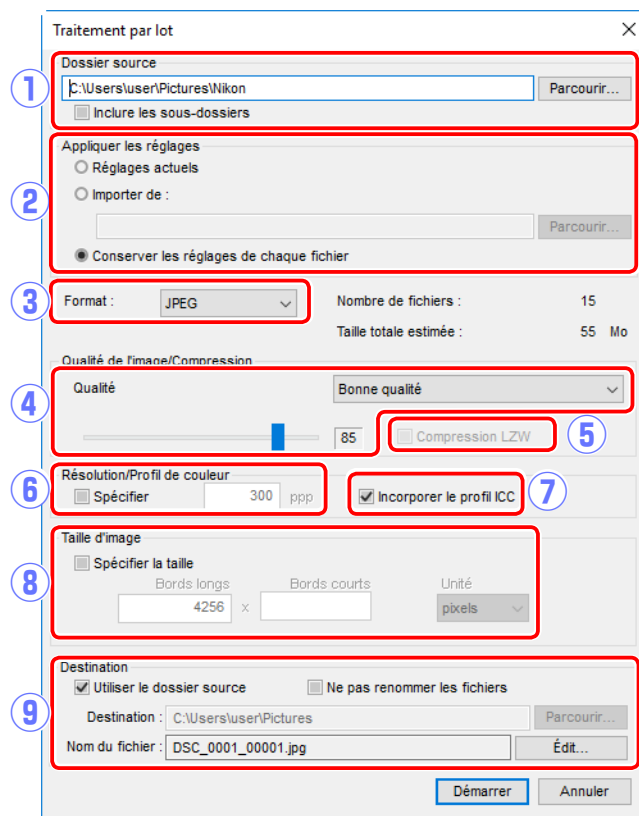 Traitement par lot
Dossier source
① C:\Users\user\Pictures\Nikon Parcourir...
Inclure les sous-dossiers
Appliquer les réglages
Réglages actuels
② Importer de :
Parcourir...
Conserver les réglages de chaque fichier
③ Format : JPEG Nombre de fichiers : 15
Taille totale estimée : 55 Mo
Qualité de l'image/Compression
④ Qualité Bonne qualité
85 Compression LZW ⑤
Résolution/Profil de couleur
⑥ Spécifier 300 ppp Incorporer le profil ICC ⑦
Taille d'image
⑧ Spécifier la taille
Bords longs Bords courts Unité
4256 x pixels
Destination
Utiliser le dossier source Ne pas renommer les fichiers
⑨ Destination : C:\Users\user\Pictures Parcourir...
Nom du fichier : DSC_0001_00001.jpg Édit...
Démarrer Annuler